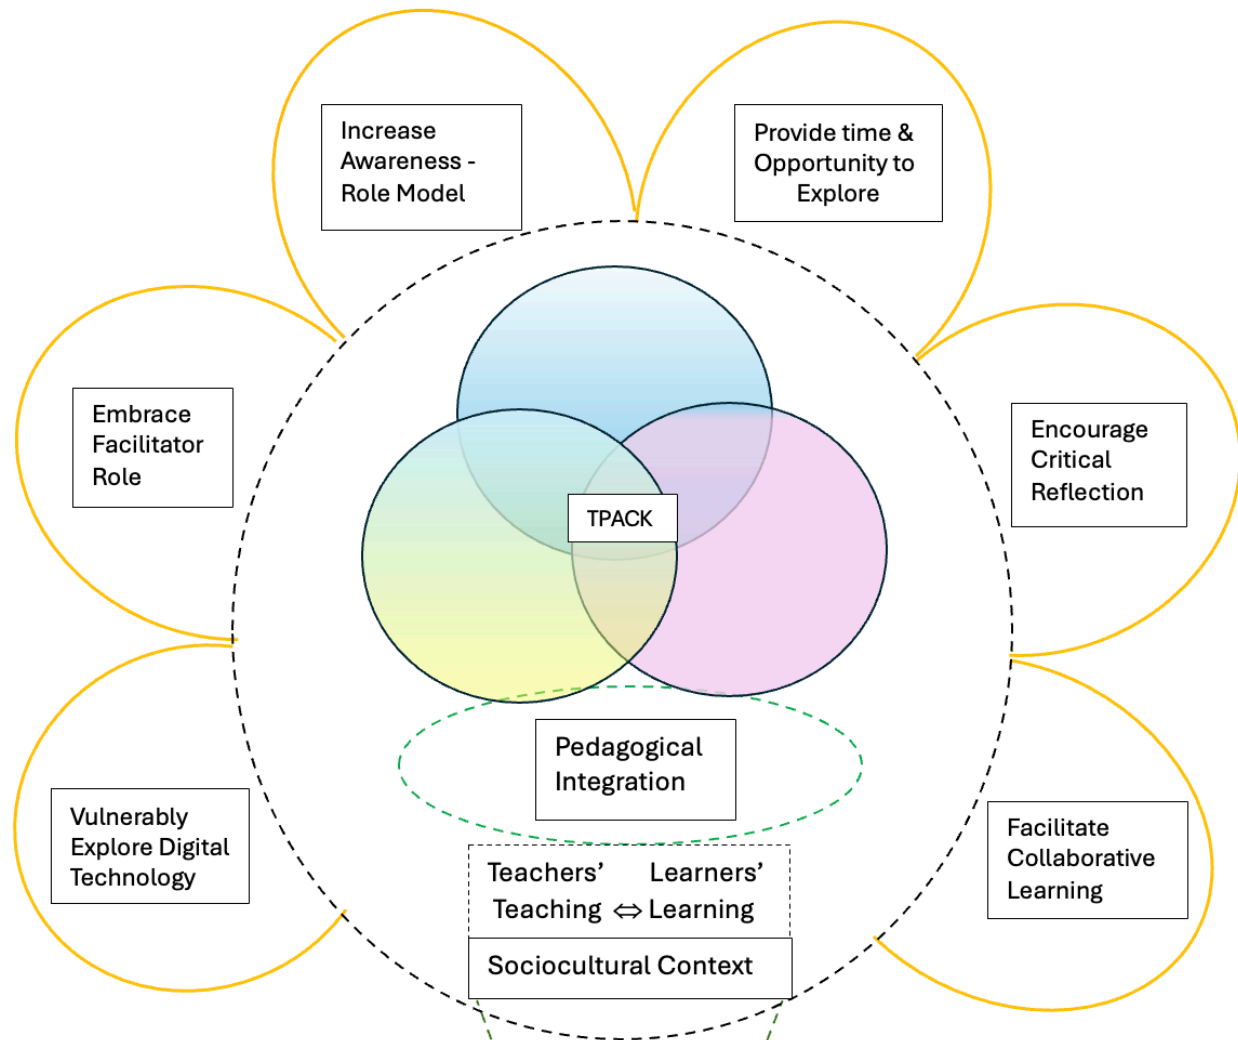 Increase
Awareness -
Role Model
Provide time &
Opportunity to
Explore
Embrace
Facilitator
Role
Encourage
Critical
Reflection
TPACK
Pedagogical
Integration
Vulnerably
Explore Digital
Technology
Facilitate
Collaborative
Learning
Teachers’ Learners’
Teaching ⇔ Learning
Sociocultural Context